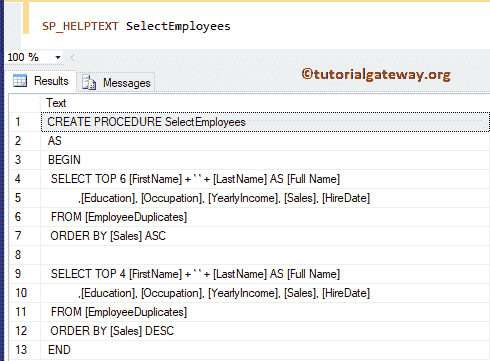 SP_HELPTEXT SelectEmployees
100 %
©tutorialgateway.org
Results Messages
Text
1 CREATE PROCEDURE SelectEmployees
2 AS
3 BEGIN
4 SELECT TOP 6 [FirstName] + ' ' + [LastName] AS [Full Name]
5 ,[Education], [Occupation], [YearlyIncome], [Sales], [HireDate]
6 FROM [EmployeeDuplicates]
7 ORDER BY [Sales] ASC
8
9 SELECT TOP 4 [FirstName] + ' ' + [LastName] AS [Full Name]
10 ,[Education], [Occupation], [YearlyIncome], [Sales], [HireDate]
11 FROM [EmployeeDuplicates]
12 ORDER BY [Sales] DESC
13 END